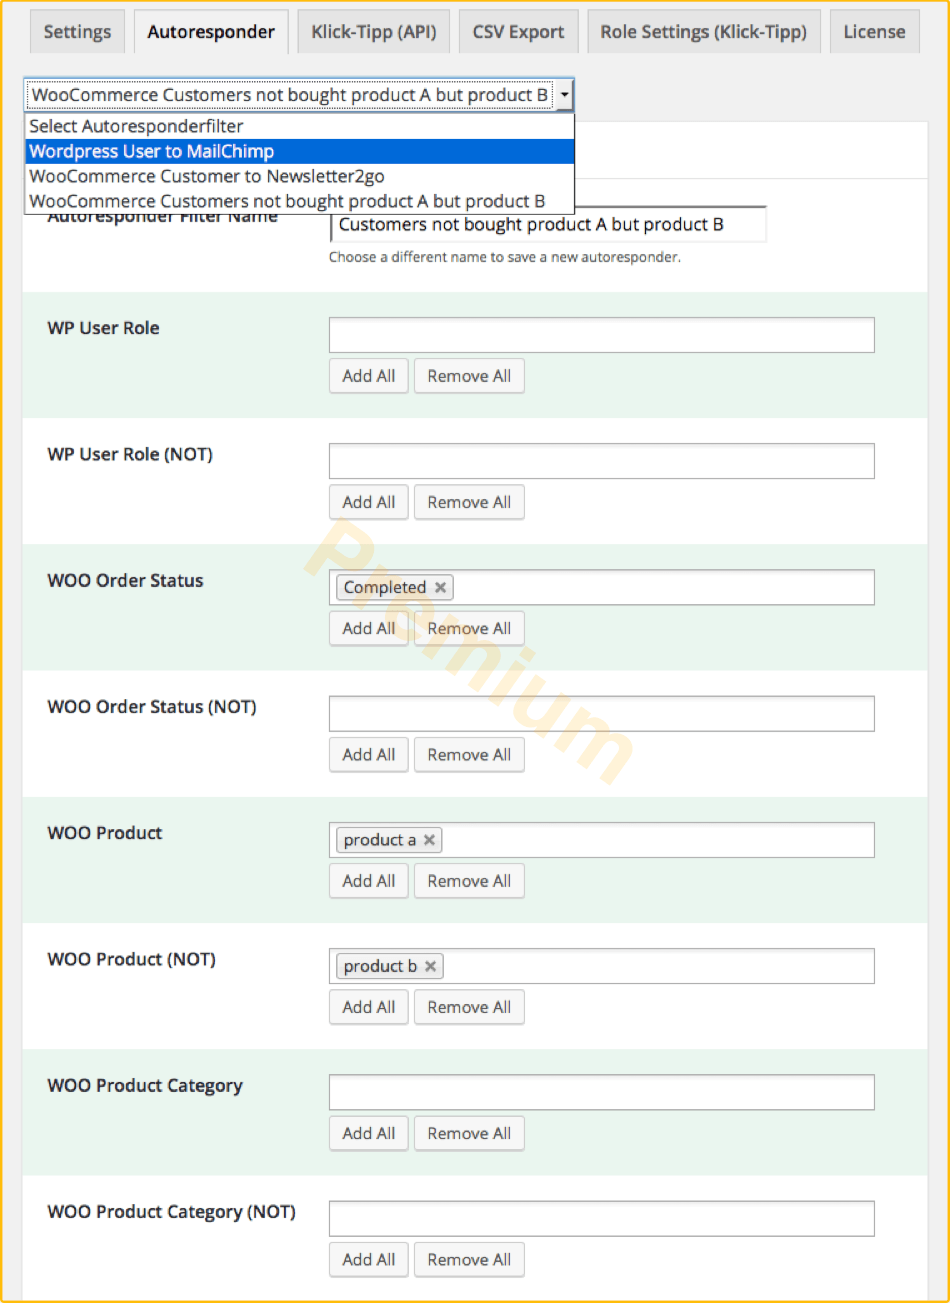 Settings Autoresponder Klick-Tipp (API) CSV Export Role Settings (Klick-Tipp) License
WooCommerce Customers not bought product A but product B
Select Autoresponderfilter
Wordpress User to MailChimp
WooCommerce Customer to Newsletter2go
WooCommerce Customers not bought product A but product B
Autoresponder Filter Name
Customers not bought product A but product B
Choose a different name to save a new autoresponder.
WP User Role
Add All Remove All
WP User Role (NOT)
Add All Remove All
WOO Order Status
Completed ×
Add All Remove All
WOO Order Status (NOT)
Add All Remove All
Premium
WOO Product
product a ×
Add All Remove All
WOO Product (NOT)
product b ×
Add All Remove All
WOO Product Category
Add All Remove All
WOO Product Category (NOT)
Add All Remove All